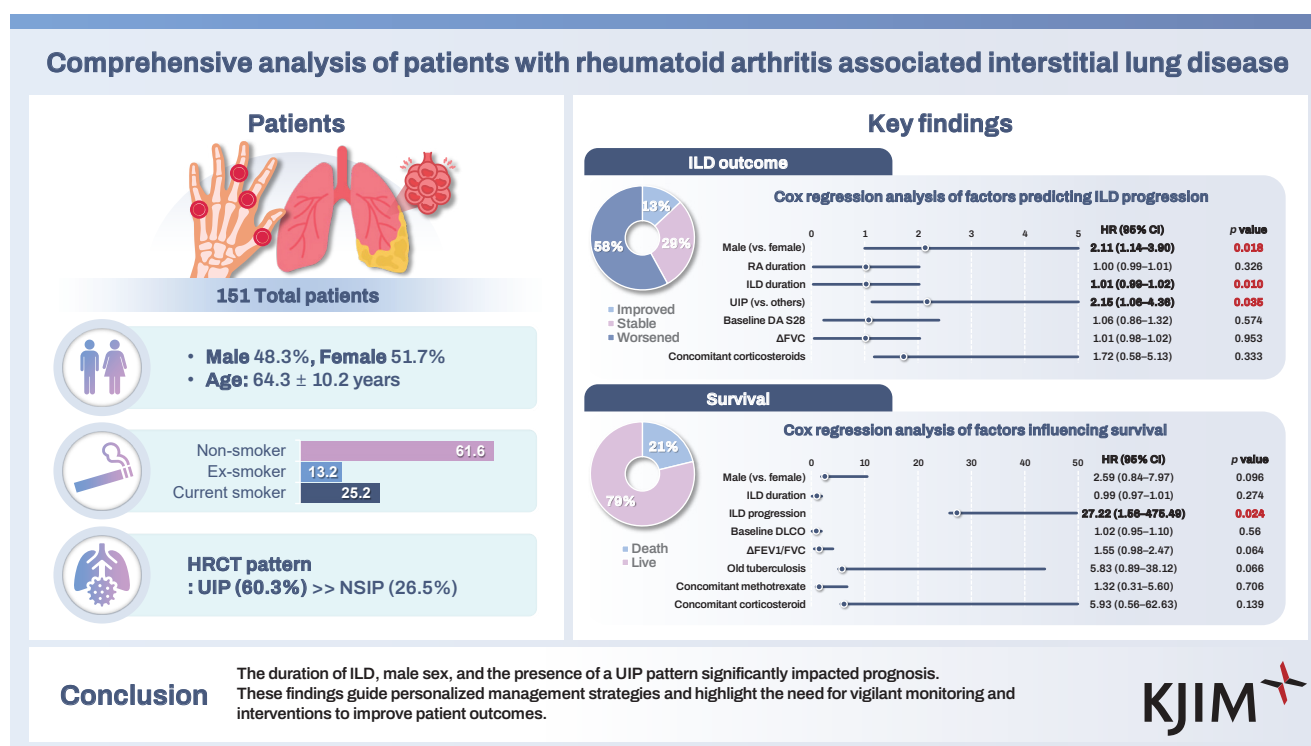 Comprehensive analysis of patients with rheumatoid arthritis associated interstitial lung disease
Patients
151 Total patients
• Male 48.3%, Female 51.7%
• Age: 64.3 ± 10.2 years
Non-smoker 61.6
Ex-smoker 13.2
Current smoker 25.2
HRCT pattern
: UIP (60.3%) >> NSIP (26.5%)
Key findings
ILD outcome
13%
29%
58%
Improved
Stable
Worsened
Cox regression analysis of factors predicting ILD progression
0 1 2 3 4 5 HR (95% CI) p value
Male (vs. female) 2.11 (1.14–3.90) 0.018
RA duration 1.00 (0.99–1.01) 0.326
ILD duration 1.01 (0.99–1.02) 0.010
UIP (vs. others) 2.15 (1.06–4.36) 0.035
Baseline DA S28 1.06 (0.86–1.32) 0.574
ΔFVC 1.01 (0.98–1.02) 0.953
Concomitant corticosteroids 1.72 (0.58–5.13) 0.333
Survival
21%
79%
Death
Live
Cox regression analysis of factors influencing survival
0 10 20 30 40 50 HR (95% CI) p value
Male (vs. female) 2.59 (0.84–7.97) 0.096
ILD duration 0.99 (0.97–1.01) 0.274
ILD progression 27.22 (1.56–475.49) 0.024
Baseline DLCO 1.02 (0.95–1.10) 0.56
ΔFEV1/FVC 1.55 (0.98–2.47) 0.064
Old tuberculosis 5.83 (0.89–38.12) 0.066
Concomitant methotrexate 1.32 (0.31–5.60) 0.706
Concomitant corticosteroid 5.93 (0.56–62.63) 0.139
Conclusion
The duration of ILD, male sex, and the presence of a UIP pattern significantly impacted prognosis.
These findings guide personalized management strategies and highlight the need for vigilant monitoring and
interventions to improve patient outcomes.
KJIM